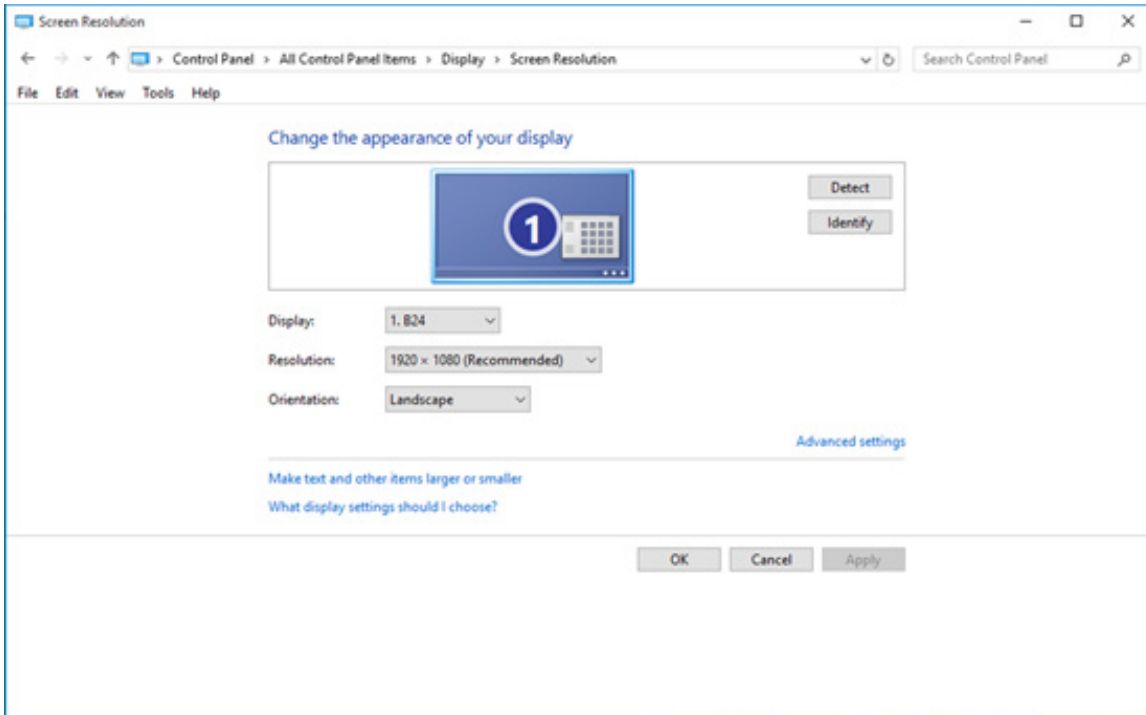 Screen Resolution
Control Panel > All Control Panel Items > Display > Screen Resolution
Search Control Panel
File Edit View Tools Help
Change the appearance of your display
1
Detect
Identify
Display: 1. B24
Resolution: 1920 × 1080 (Recommended)
Orientation: Landscape
Advanced settings
Make text and other items larger or smaller
What display settings should I choose?
OK Cancel Apply